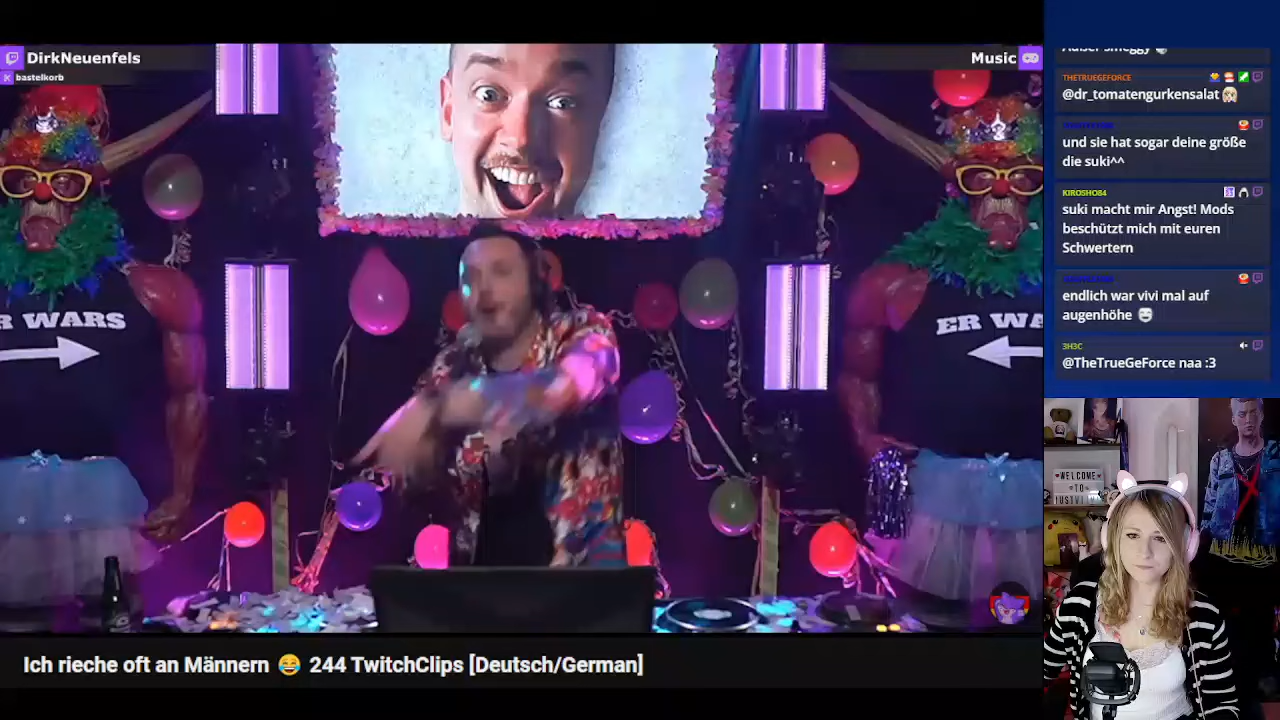 DirkNeuenfels
bastelkorb
Music
R WARS
ER WA
Ich rieche oft an Männern 😂 244 TwitchClips [Deutsch/German]
THETRUEGEFORCE
@dr_tomatengurkensalat
und sie hat sogar deine größe
die suki^^
KIROSHO84
suki macht mir Angst! Mods
beschützt mich mit euren
Schwertern
endlich war vivi mal auf
augenhöhe
3H3C
@TheTrueGeForce naa :3
WELCOME
TO